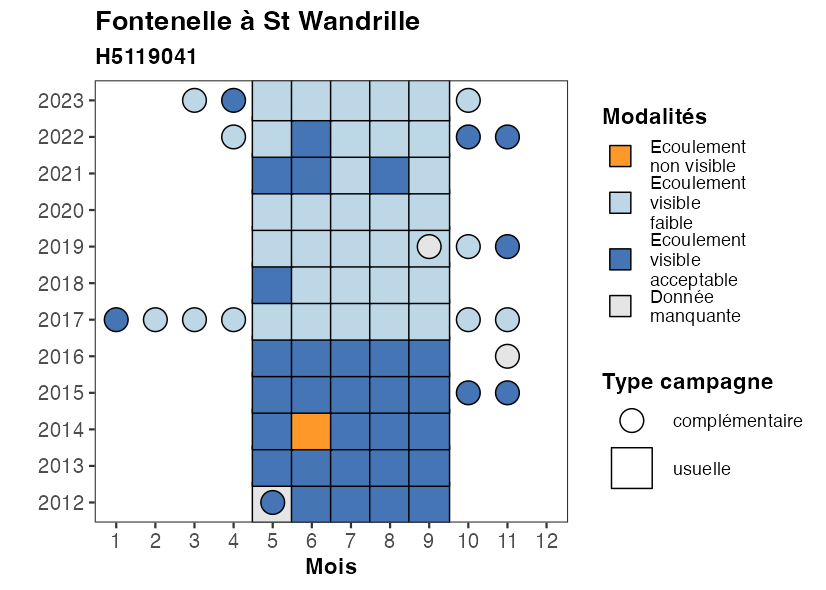 Fontenelle à St Wandrille
H5119041
2023
2022
2021
2020
2019
2018
2017
2016
2015
2014
2013
2012
1 2 3 4 5 6 7 8 9 10 11 12
Mois
Modalités
Ecoulement
non visible
Ecoulement
visible
faible
Ecoulement
visible
acceptable
Donnée
manquante
Type campagne
complémentaire
usuelle